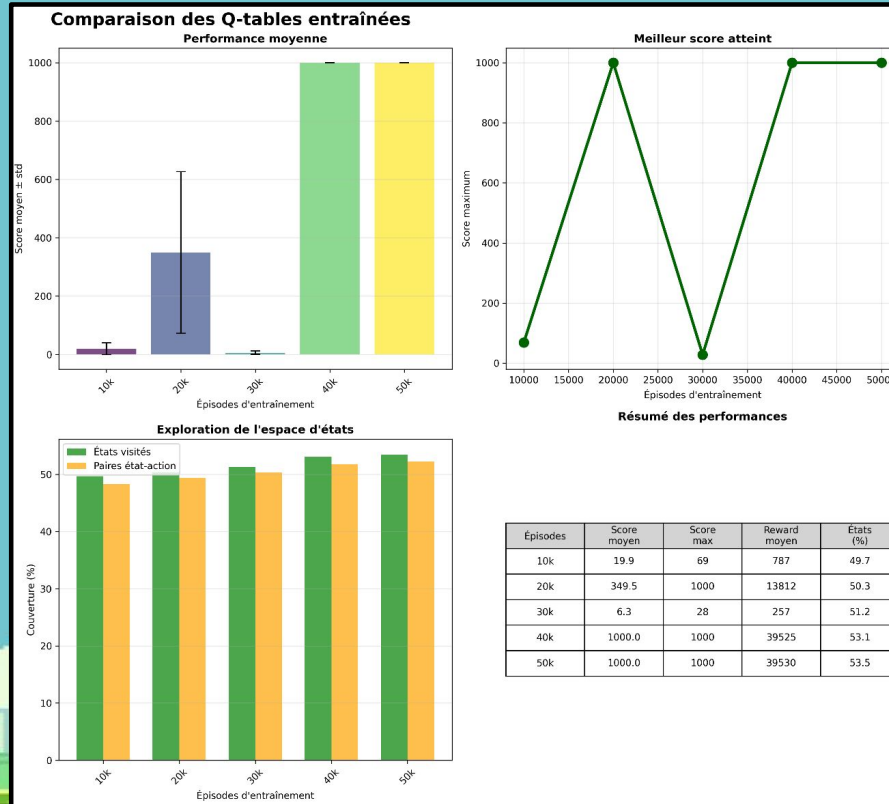 Comparaison des Q-tables entraînées
Performance moyenne
1000
800
600
400
200
0
Score moyen ± std
10k
20k
30k
40k
50k
Épisodes d'entraînement
Meilleur score atteint
1000
800
600
400
200
0
Score maximum
10000 15000 20000 25000 30000 35000 40000 45000 5000
Épisodes d'entraînement
Exploration de l'espace d'états
États visités
Paires état-action
50
40
30
20
10
0
Couverture (%)
10k
20k
30k
40k
50k
Épisodes d'entraînement
Résumé des performances
Épisodes Score moyen Score max Reward moyen États (%)
10k 19.9 69 787 49.7
20k 349.5 1000 13812 50.3
30k 6.3 28 257 51.2
40k 1000.0 1000 39525 53.1
50k 1000.0 1000 39530 53.5